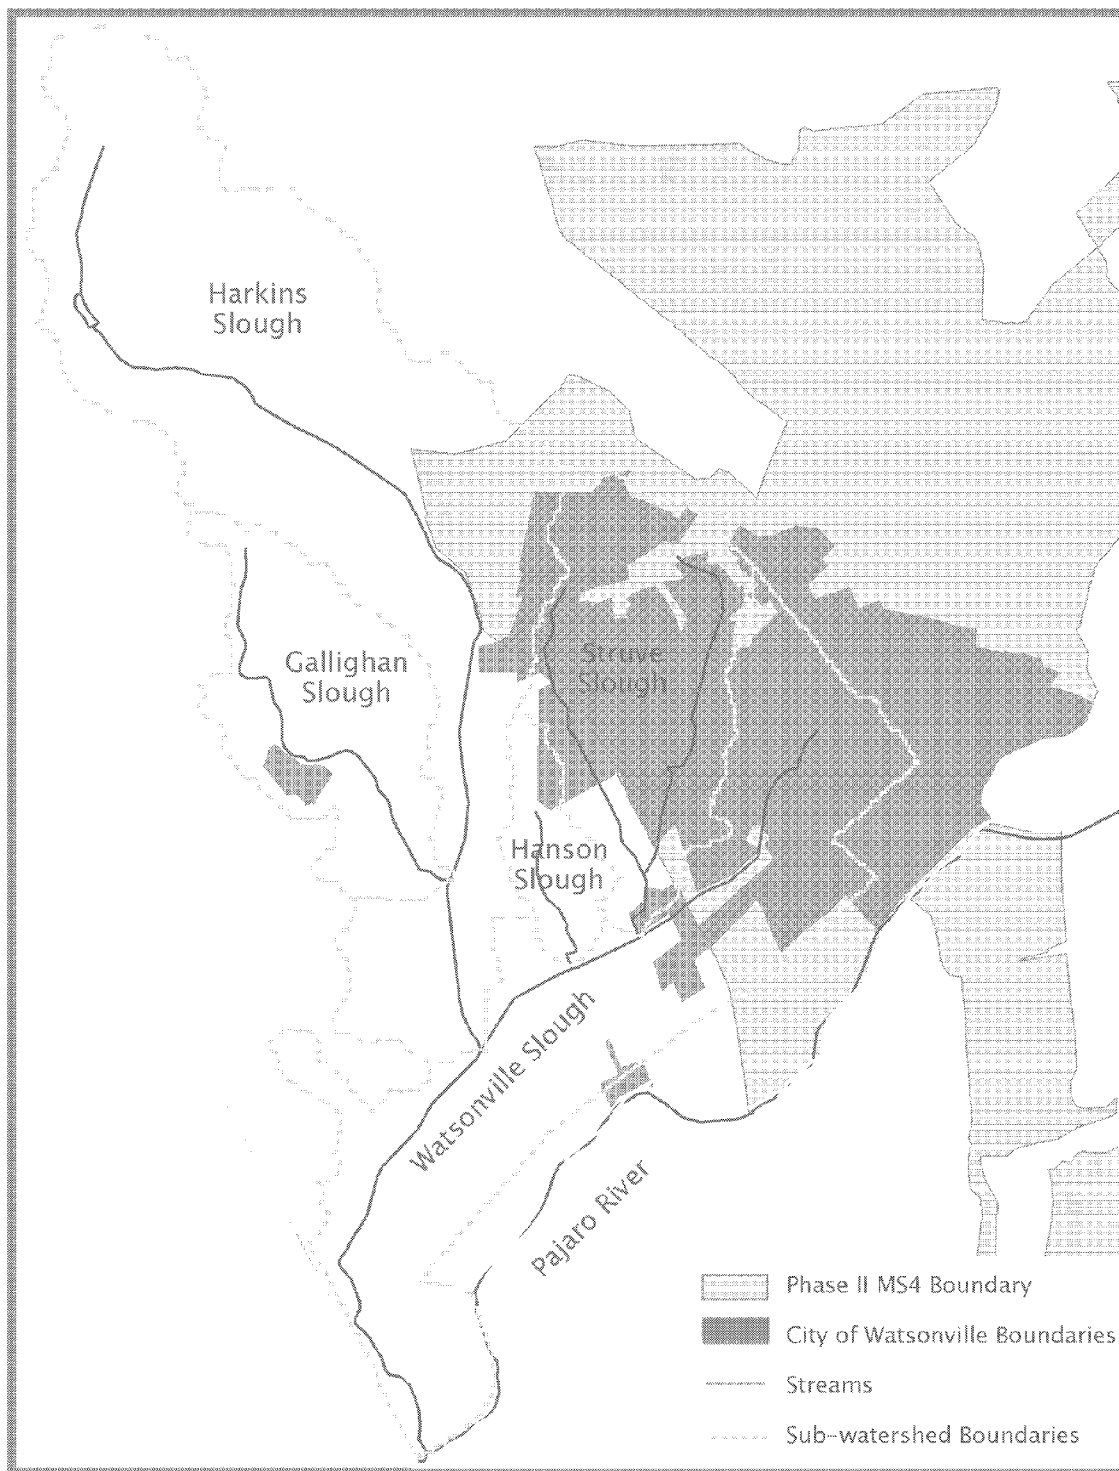 Harkins
Slough
Gallighan
Slough
Struve
Slough
Hanson
Slough
Watsonville Slough
Pajaro River
Phase II MS4 Boundary
City of Watsonville Boundaries
Streams
Sub-watershed Boundaries